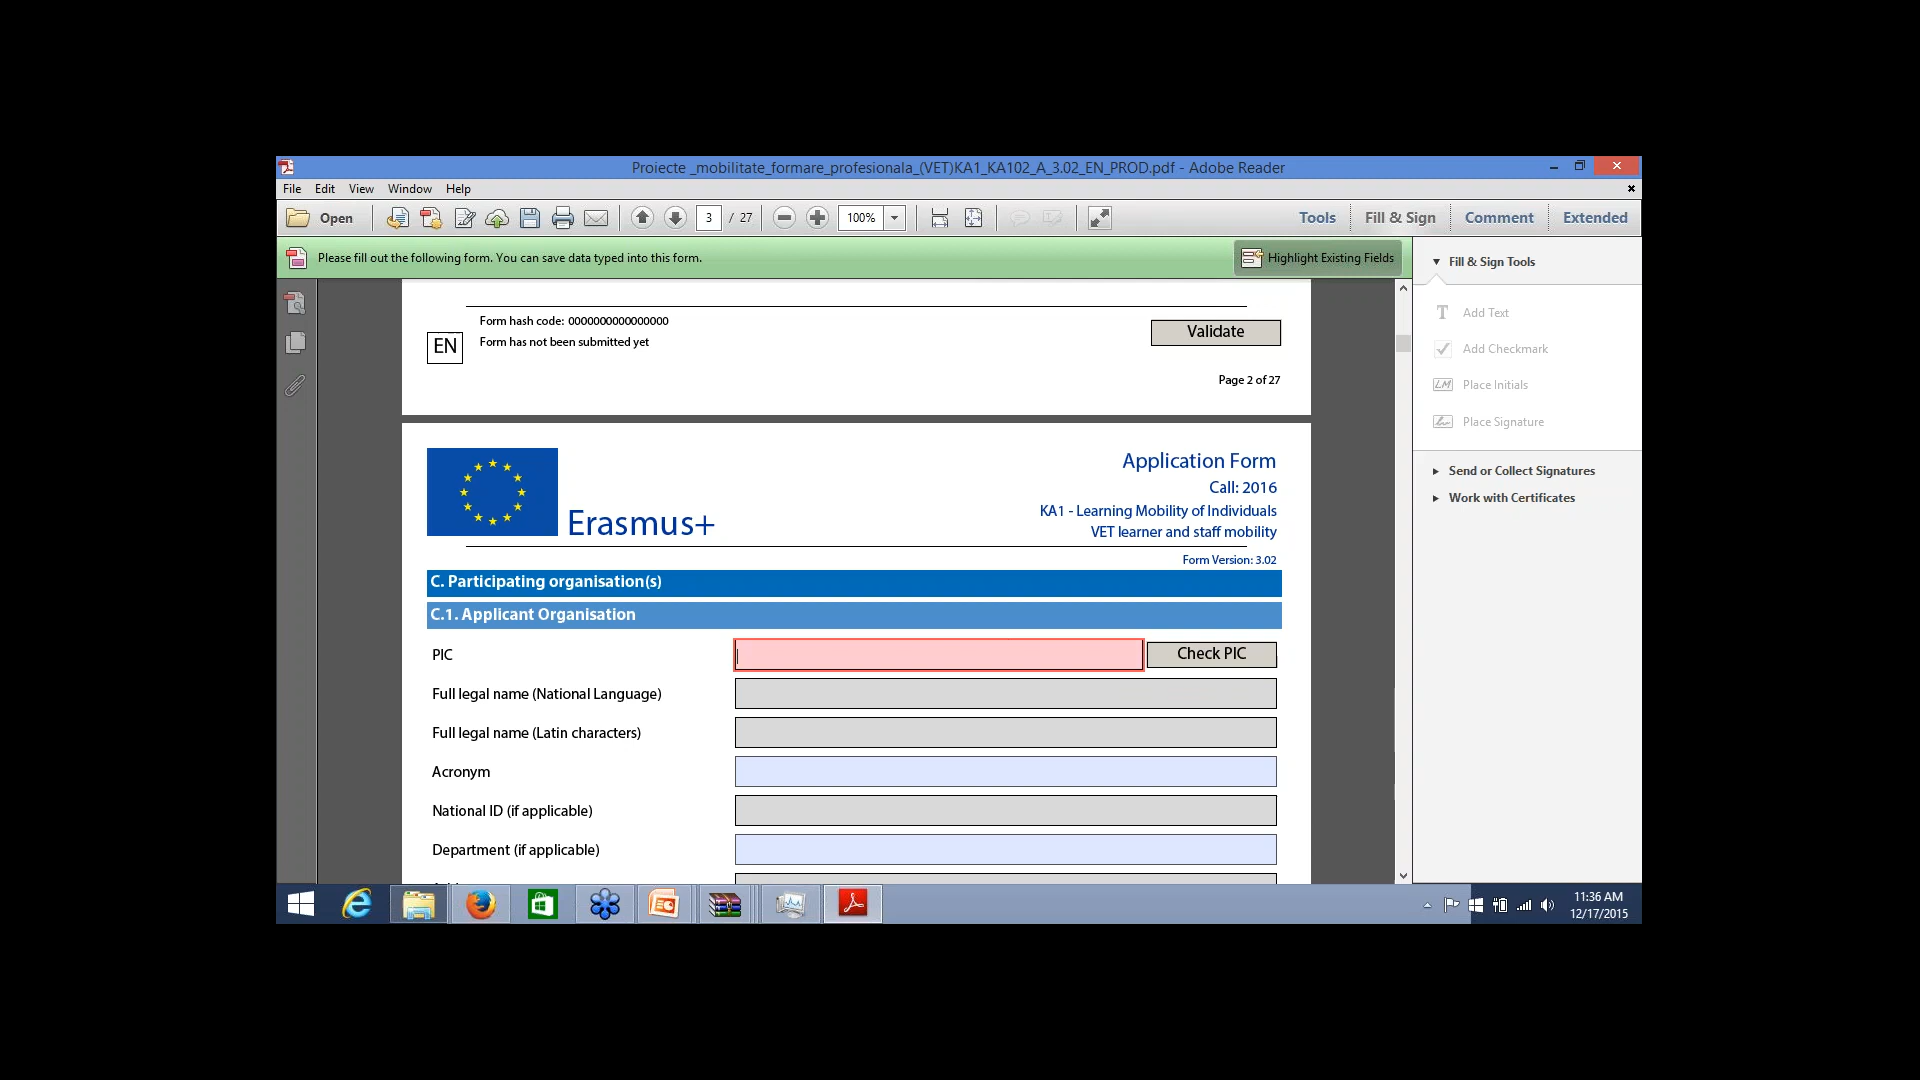 Proiecte _mobilitate_formare_profesionala_(VET)KA1_KA102_A_3.02_EN_PROD.pdf - Adobe Reader
File Edit View Window Help
Open 3 / 27 100% Tools Fill & Sign Comment Extended
Please fill out the following form. You can save data typed into this form. Highlight Existing Fields
Fill & Sign Tools
Add Text
Add Checkmark
Place Initials
Place Signature
Send or Collect Signatures
Work with Certificates
Form hash code: 0000000000000000
EN
Form has not been submitted yet
Validate
Page 2 of 27
Erasmus+
Application Form
Call: 2016
KA1 - Learning Mobility of Individuals
VET learner and staff mobility
Form Version: 3.02
C. Participating organisation(s)
C.1. Applicant Organisation
PIC Check PIC
Full legal name (National Language)
Full legal name (Latin characters)
Acronym
National ID (if applicable)
Department (if applicable)
11:36 AM
12/17/2015